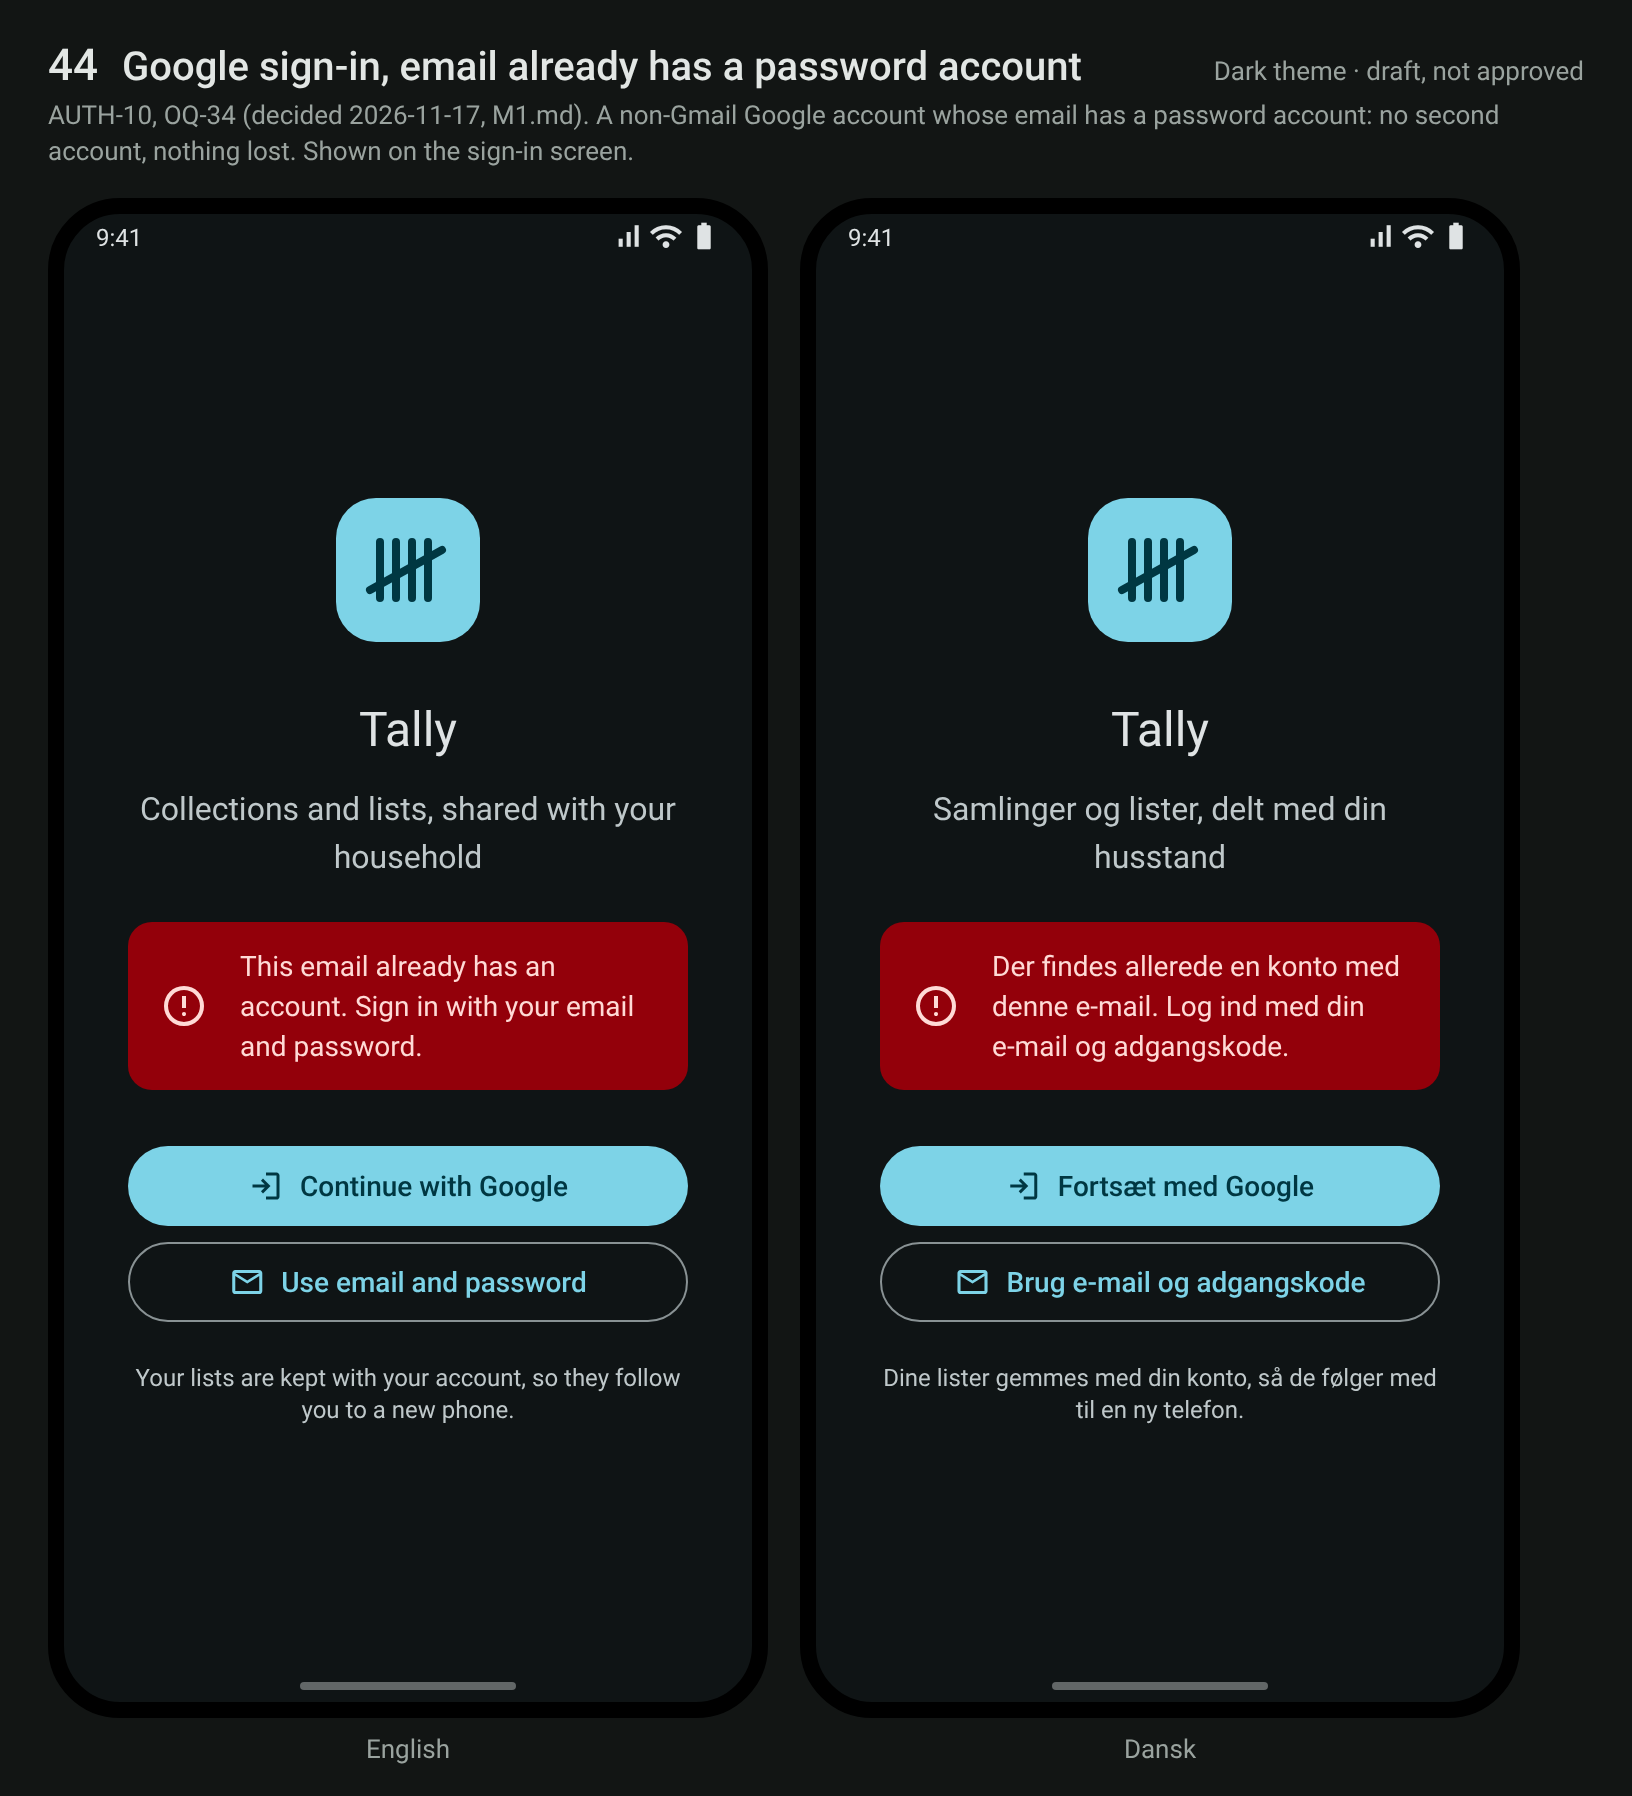 44 Google sign-in, email already has a password account
Dark theme · draft, not approved
AUTH-10, OQ-34 (decided 2026-11-17, M1.md). A non-Gmail Google account whose email has a password account: no second
account, nothing lost. Shown on the sign-in screen.
9:41
Tally
Collections and lists, shared with your
household
This email already has an
account. Sign in with your email
and password.
Continue with Google
Use email and password
Your lists are kept with your account, so they follow
you to a new phone.
English
9:41
Tally
Samlinger og lister, delt med din
husstand
Der findes allerede en konto med
denne e-mail. Log ind med din
e-mail og adgangskode.
Fortsæt med Google
Brug e-mail og adgangskode
Dine lister gemmes med din konto, så de følger med
til en ny telefon.
Dansk